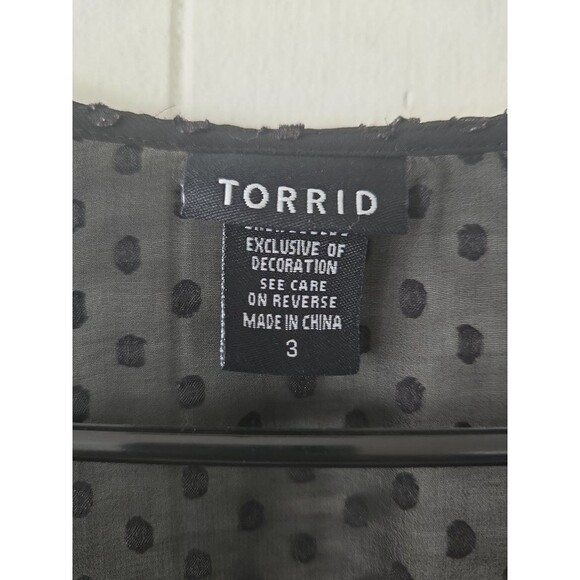 TORRID
EXCLUSIVE OF
DECORATION
SEE CARE
ON REVERSE
MADE IN CHINA
3